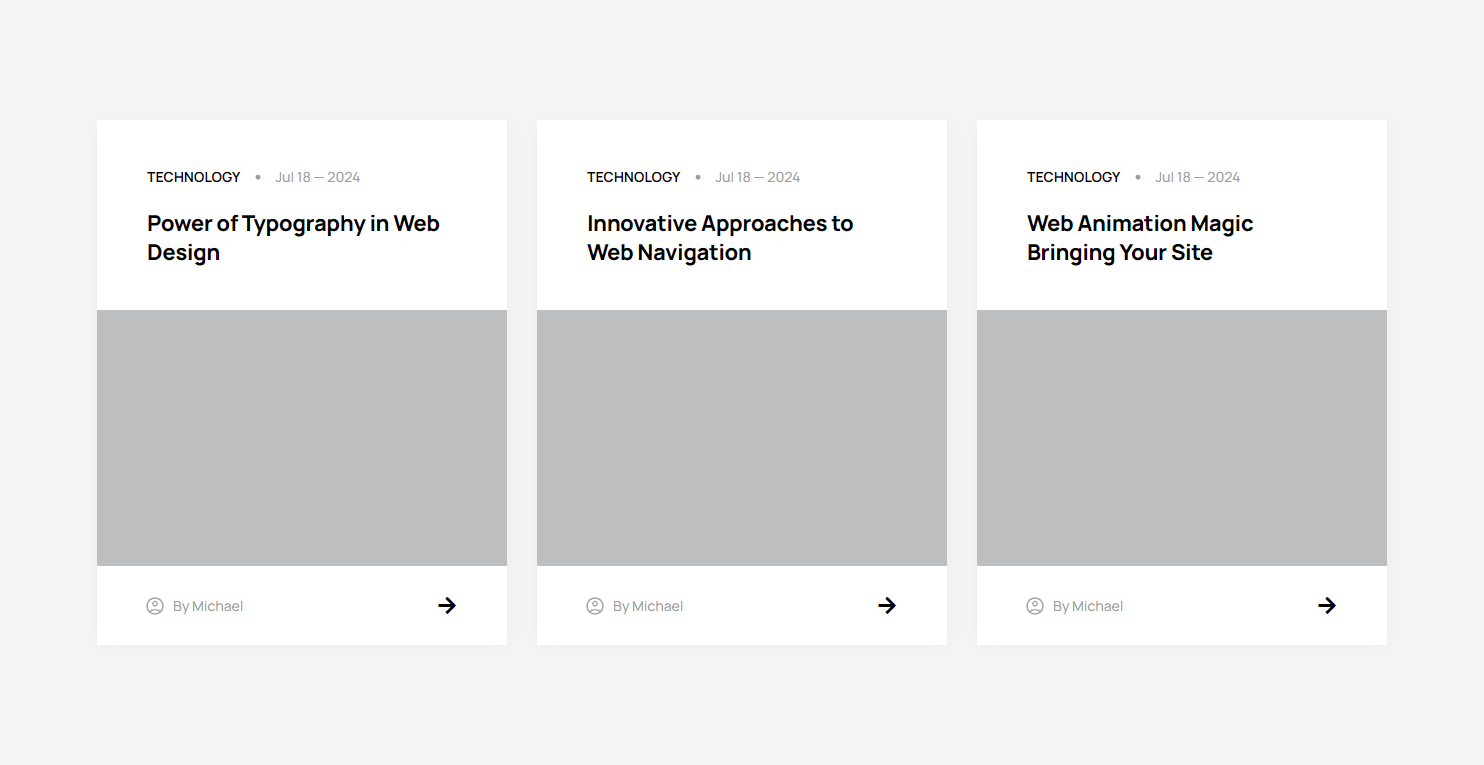 TECHNOLOGY • Jul 18 — 2024
Power of Typography in Web
Design
By Michael
TECHNOLOGY • Jul 18 — 2024
Innovative Approaches to
Web Navigation
By Michael
TECHNOLOGY • Jul 18 — 2024
Web Animation Magic
Bringing Your Site
By Michael